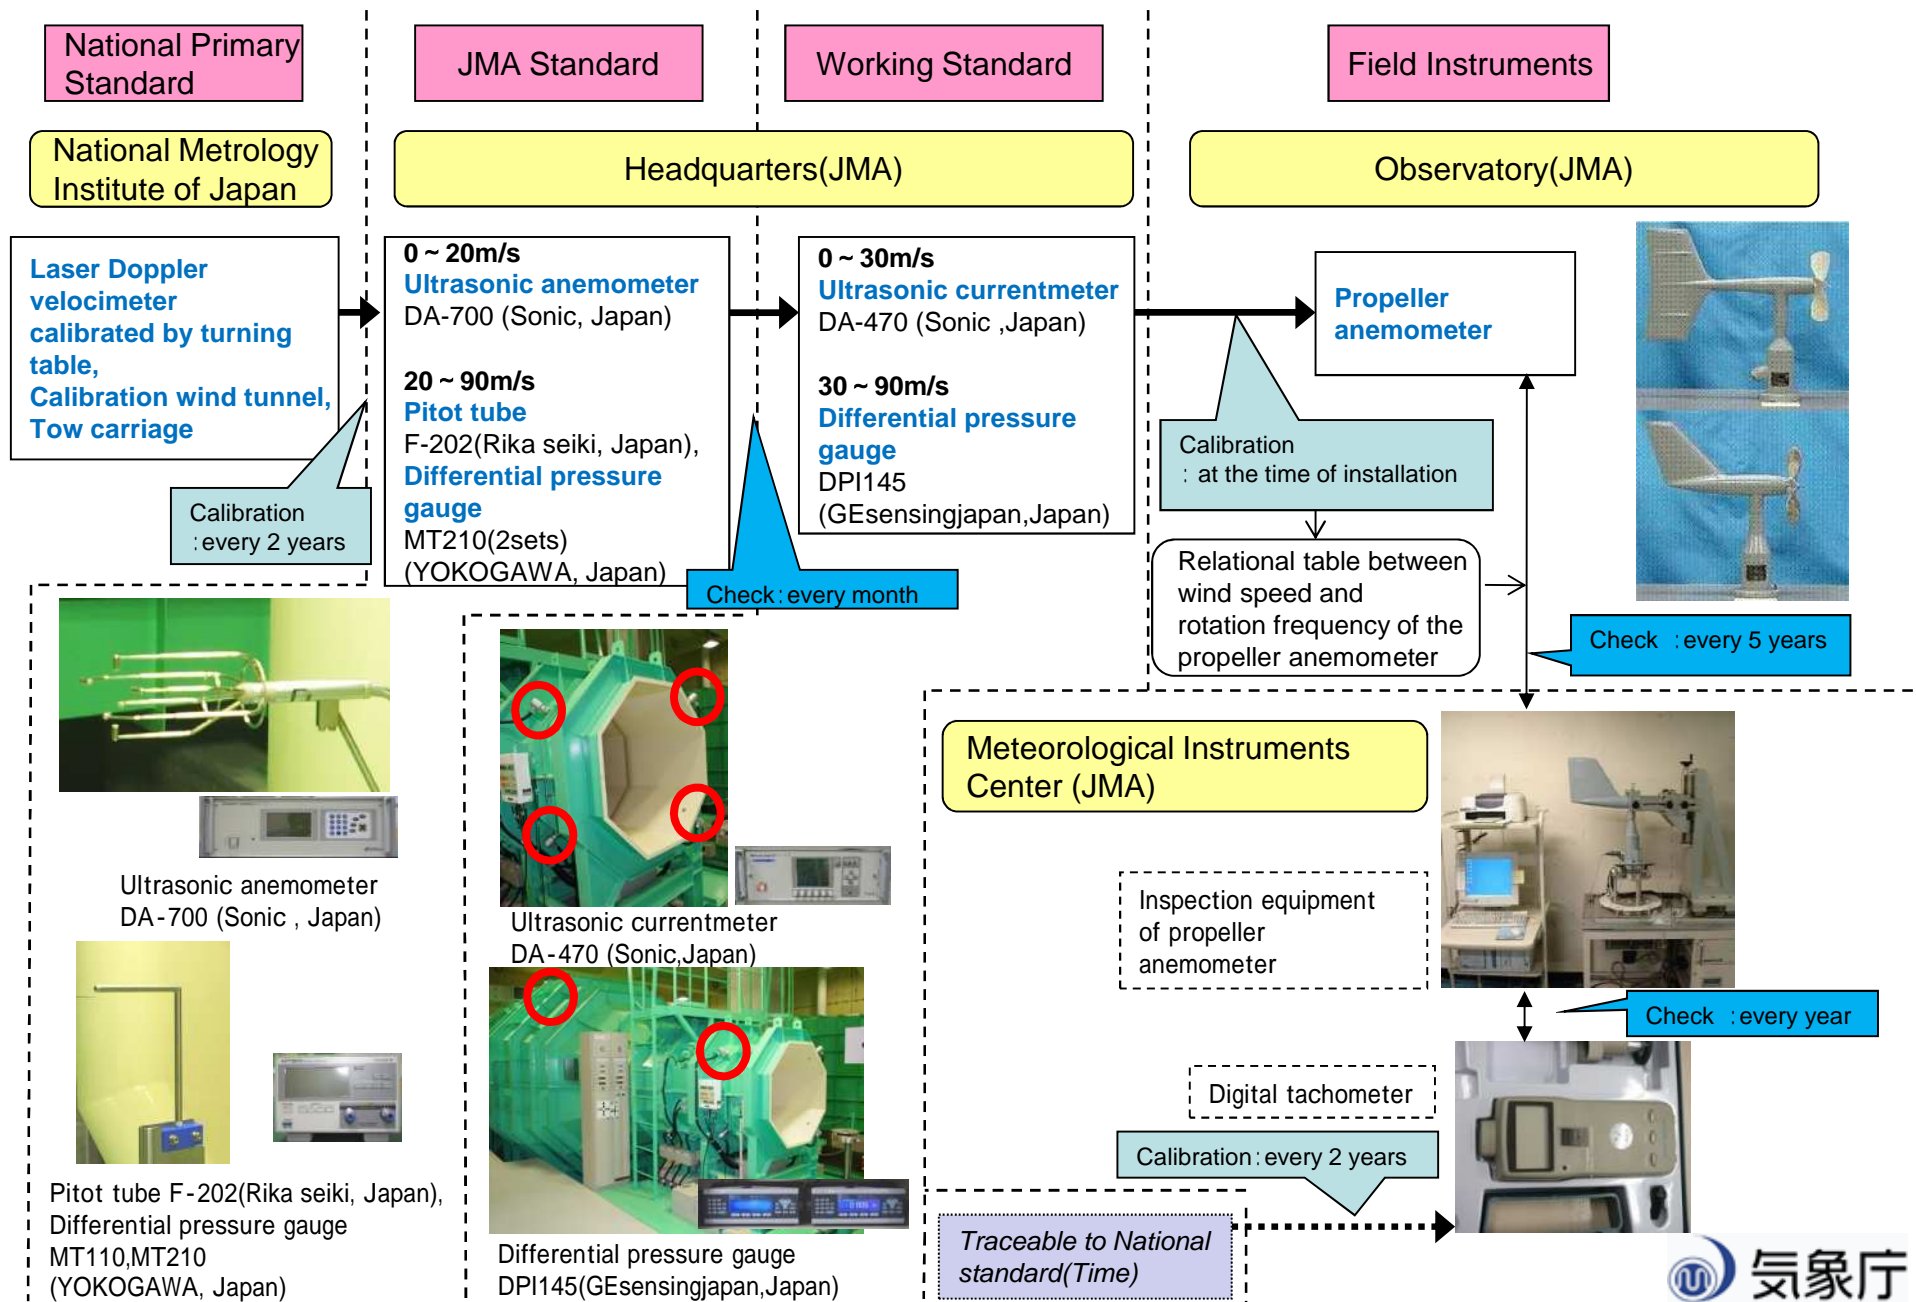 National Primary
Standard
JMA Standard
Working Standard
Field Instruments
National Metrology
Institute of Japan
Headquarters(JMA)
Observatory(JMA)
Laser Doppler
velocimeter
calibrated by turning
table,
Calibration wind tunnel,
Tow carriage
Calibration
:every 2 years
0 ~ 20m/s
Ultrasonic anemometer
DA-700 (Sonic, Japan)
20 ~ 90m/s
Pitot tube
F-202(Rika seiki, Japan),
Differential pressure
gauge
MT210(2sets)
(YOKOGAWA, Japan)
Check:every month
0 ~ 30m/s
Ultrasonic currentmeter
DA-470 (Sonic ,Japan)
30 ~ 90m/s
Differential pressure
gauge
DPI145
(GEsensingjapan,Japan)
Propeller
anemometer
Calibration
: at the time of installation
Relational table between
wind speed and
rotation frequency of the
propeller anemometer
Check :every 5 years
Ultrasonic anemometer
DA-700 (Sonic , Japan)
Pitot tube F-202(Rika seiki, Japan),
Differential pressure gauge
MT110,MT210
(YOKOGAWA, Japan)
Ultrasonic currentmeter
DA-470 (Sonic,Japan)
Differential pressure gauge
DPI145(GEsensingjapan,Japan)
Meteorological Instruments
Center (JMA)
Inspection equipment
of propeller
anemometer
Check :every year
Digital tachometer
Calibration:every 2 years
Traceable to National
standard(Time)
気象庁